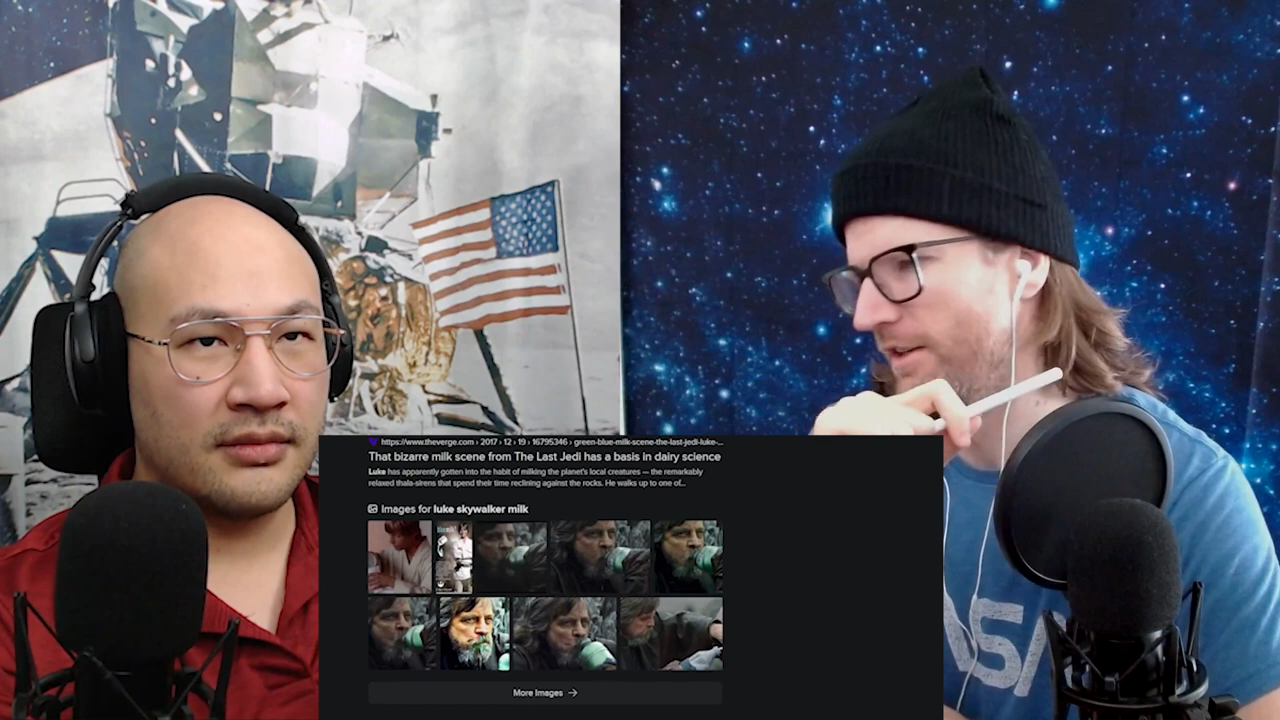 https://www.theverge.com › 2017 › 12 › 19 › 16795346 › green-blue-milk-scene-the-last-jedi-luke-...
That bizarre milk scene from The Last Jedi has a basis in dairy science
Luke has apparently gotten into the habit of milking the planet's local creatures — the remarkably
relaxed thala-sirens that spend their time reclining against the rocks. He walks up to one of...
Images for luke skywalker milk
More Images →